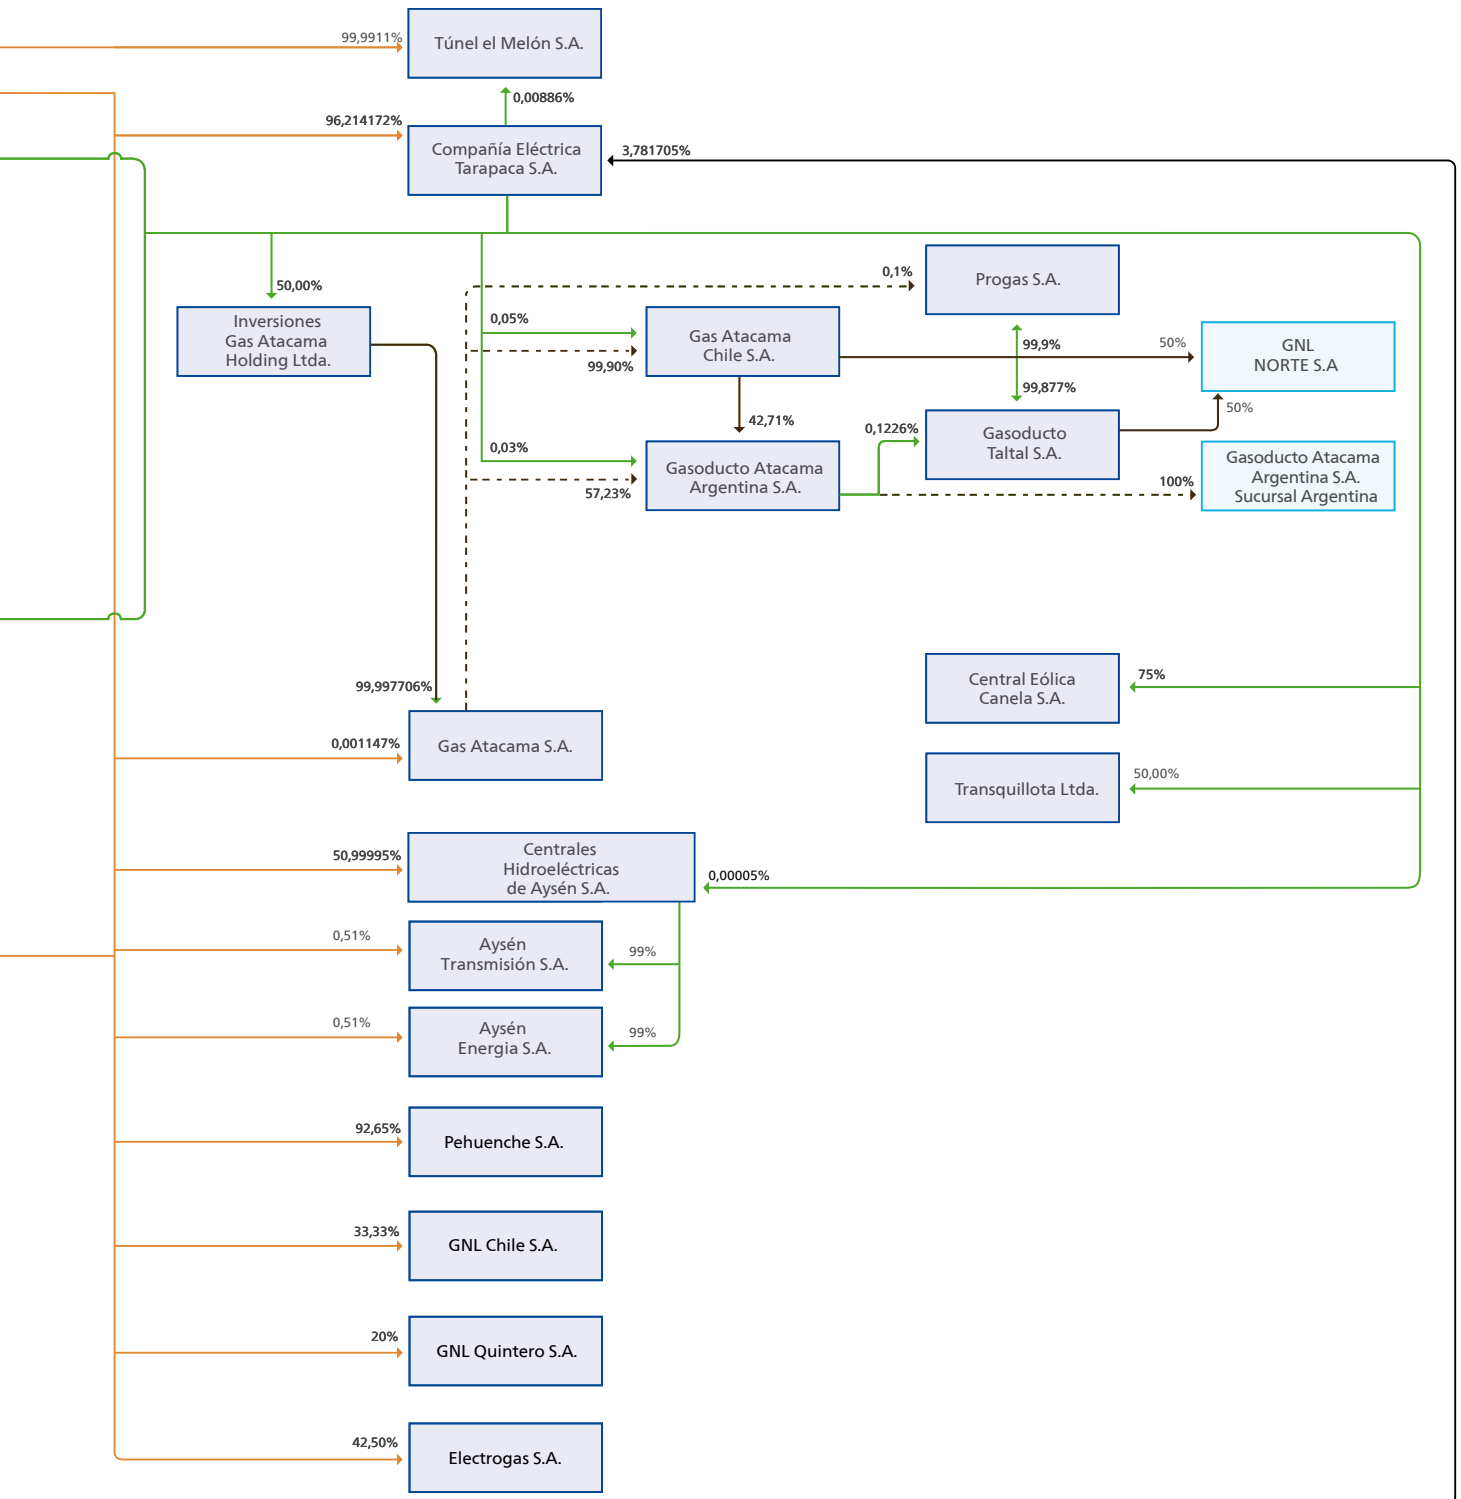 99,9911%
Túnel el Melón S.A.
0,00886%
96,214172%
Compañía Eléctrica
Tarapaca S.A.
3,781705%
50,00%
Inversiones
Gas Atacama
Holding Ltda.
0,1%
Progas S.A.
0,05%
99,90%
Gas Atacama
Chile S.A.
99,9%
50%
GNL
NORTE S.A
99,877%
50%
42,71%
0,03%
57,23%
Gasoducto Atacama
Argentina S.A.
0,1226%
Gasoducto
Taltal S.A.
100%
Gasoducto Atacama
Argentina S.A.
Sucursal Argentina
99,997706%
0,001147%
Gas Atacama S.A.
Central Eólica
Canela S.A.
75%
Transquillota Ltda.
50,00%
50,99995%
Centrales
Hidroeléctricas
de Aysén S.A.
0,00005%
0,51%
Aysén
Transmisión S.A.
99%
0,51%
Aysén
Energia S.A.
99%
92,65%
Pehuenche S.A.
33,33%
GNL Chile S.A.
20%
GNL Quintero S.A.
42,50%
Electrogas S.A.